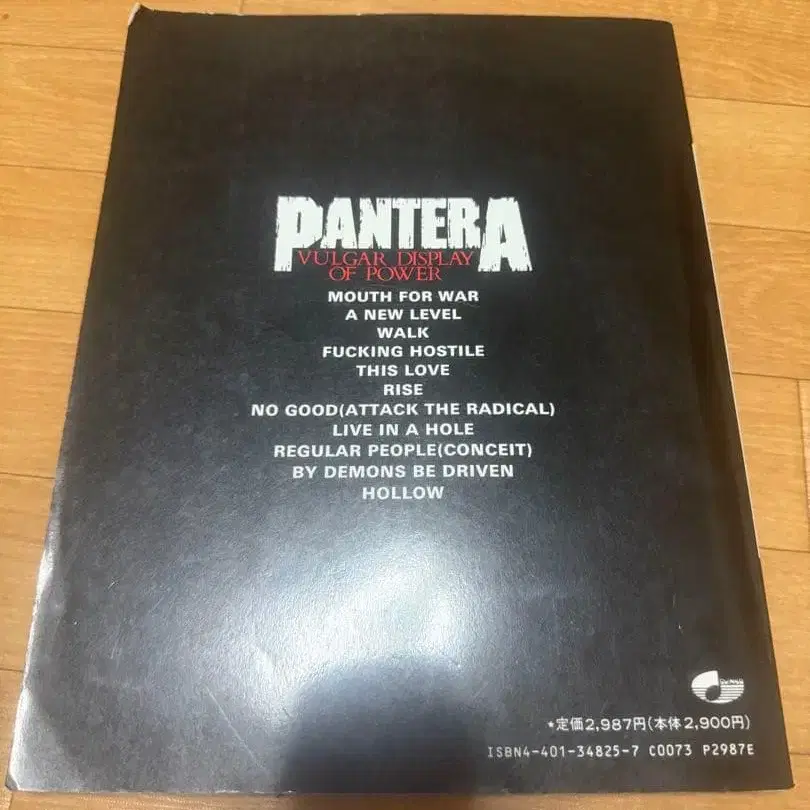 PANTERA
VULGAR DISPLAY
OF POWER
MOUTH FOR WAR
A NEW LEVEL
WALK
FUCKING HOSTILE
THIS LOVE
RISE
NO GOOD(ATTACK THE RADICAL)
LIVE IN A HOLE
REGULAR PEOPLE(CONCEIT)
BY DEMONS BE DRIVEN
HOLLOW
*定価2,987円(本体2,900円)
ISBN4-401-34825-7 C0073 P2987E